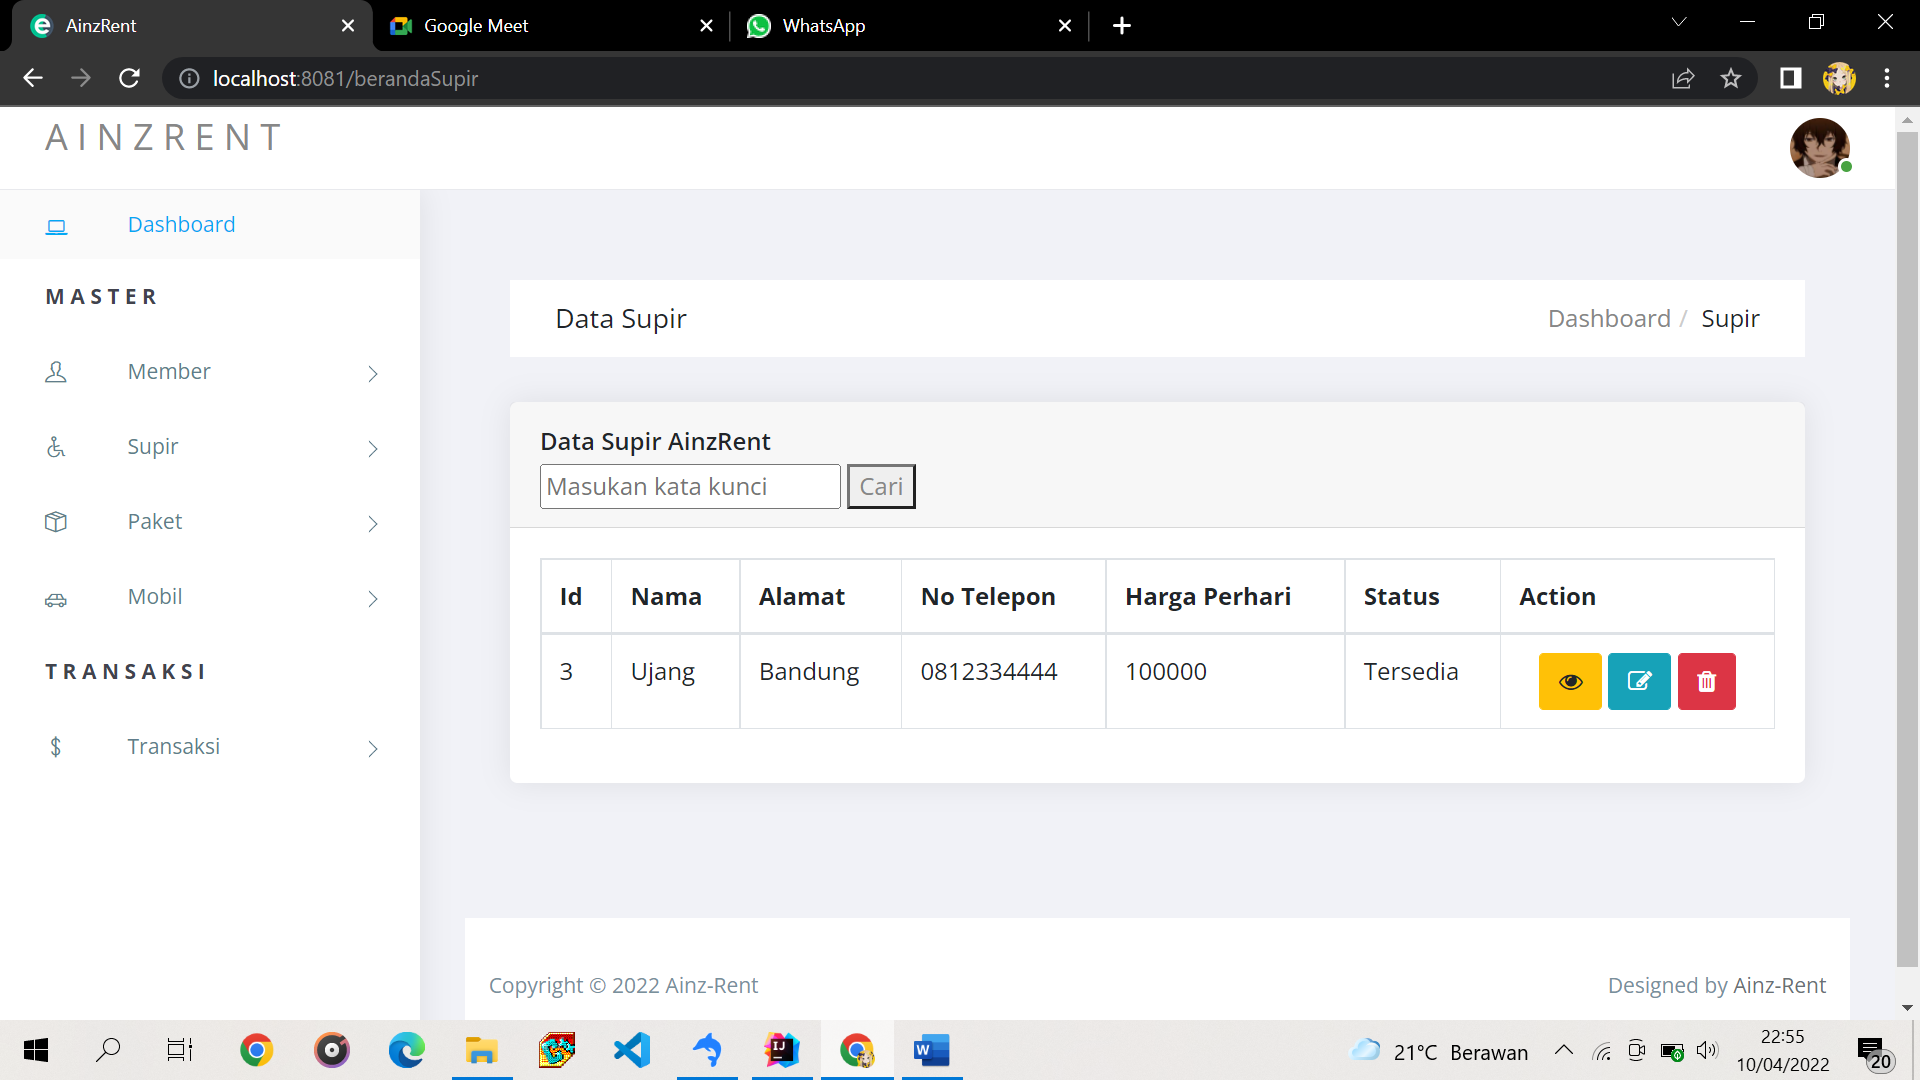 AinzRent
Google Meet
WhatsApp
localhost:8081/berandaSupir
AINZRENT
Dashboard
MASTER
Member
Supir
Paket
Mobil
TRANSAKSI
Transaksi
Data Supir
Dashboard / Supir
Data Supir AinzRent
Masukan kata kunci Cari
Id Nama Alamat No Telepon Harga Perhari Status Action
3 Ujang Bandung 0812334444 100000 Tersedia
Copyright © 2022 Ainz-Rent
Designed by Ainz-Rent
21°C Berawan
22:55
10/04/2022
20